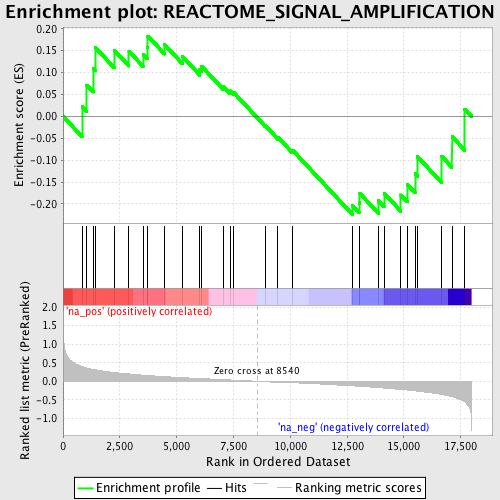 Enrichment plot: REACTOME_SIGNAL_AMPLIFICATION
Enrichment score (ES)
0.20
0.15
0.10
0.05
0.00
-0.05
-0.10
-0.15
-0.20
'na_pos' (positively correlated)
Ranked list metric (PreRanked)
2.0
1.5
1.0
0.5
0.0
-0.5
-1.0
Zero cross at 8540
'na_neg' (negatively correlated)
0 2,500 5,000 7,500 10,000 12,500 15,000 17,500
Rank in Ordered Dataset
Enrichment profile Hits Ranking metric scores